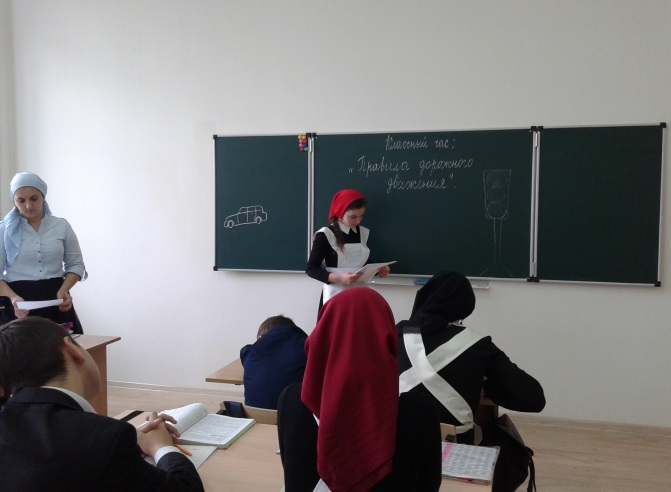 Классный час:
„Правила дорожного
движения".